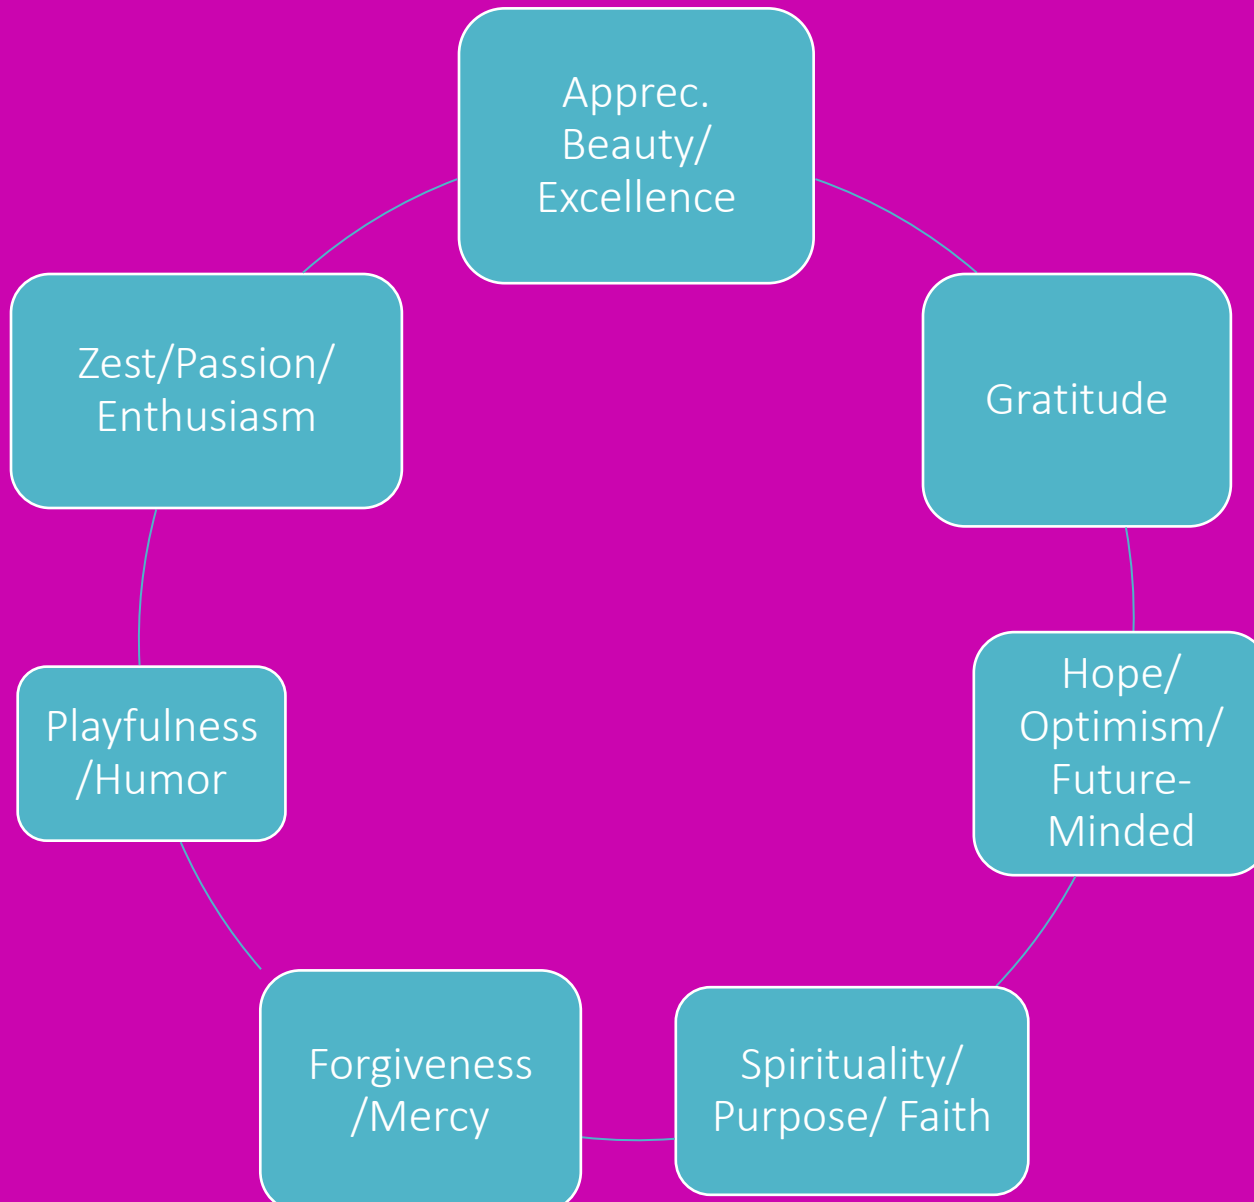 Apprec.
Beauty/
Excellence
Gratitude
Hope/
Optimism/
Future-
Minded
Spirituality/
Purpose/ Faith
Forgiveness
/Mercy
Playfulness
/Humor
Zest/Passion/
Enthusiasm